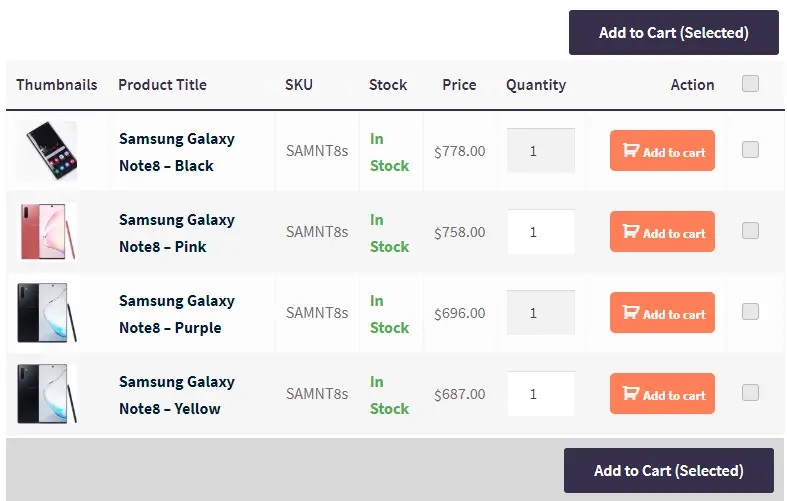 Add to Cart (Selected)
Thumbnails Product Title SKU Stock Price Quantity Action
Samsung Galaxy
Note8 – Black
SAMNT8s
In
Stock
$778.00
1
Add to cart
Samsung Galaxy
Note8 – Pink
SAMNT8s
In
Stock
$758.00
1
Add to cart
Samsung Galaxy
Note8 – Purple
SAMNT8s
In
Stock
$696.00
1
Add to cart
Samsung Galaxy
Note8 – Yellow
SAMNT8s
In
Stock
$687.00
1
Add to cart
Add to Cart (Selected)